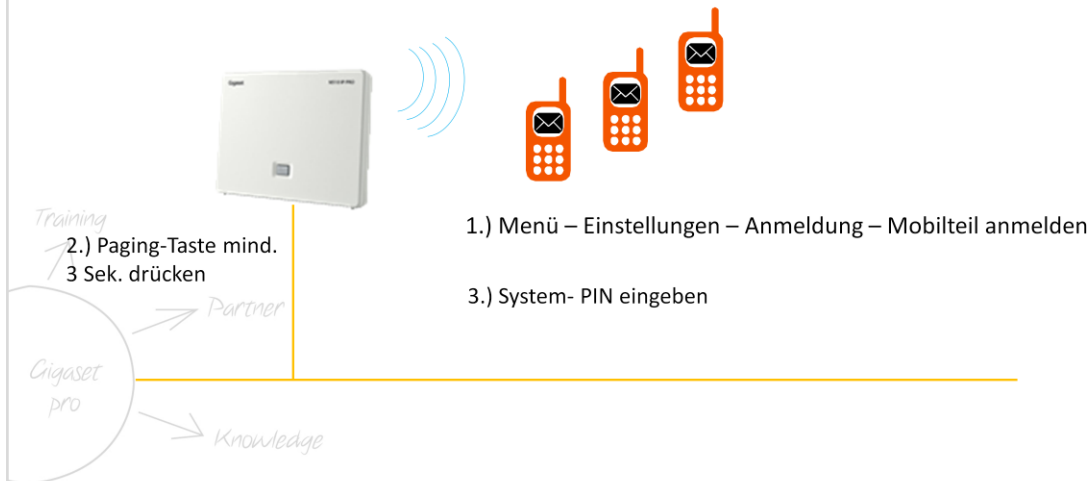 Gigaset
1.) Menü – Einstellungen – Anmeldung – Mobilteil anmelden
Training
2.) Paging-Taste mind.
3 Sek. drücken
3.) System- PIN eingeben
Partner
Gigaset
pro
Knowledge